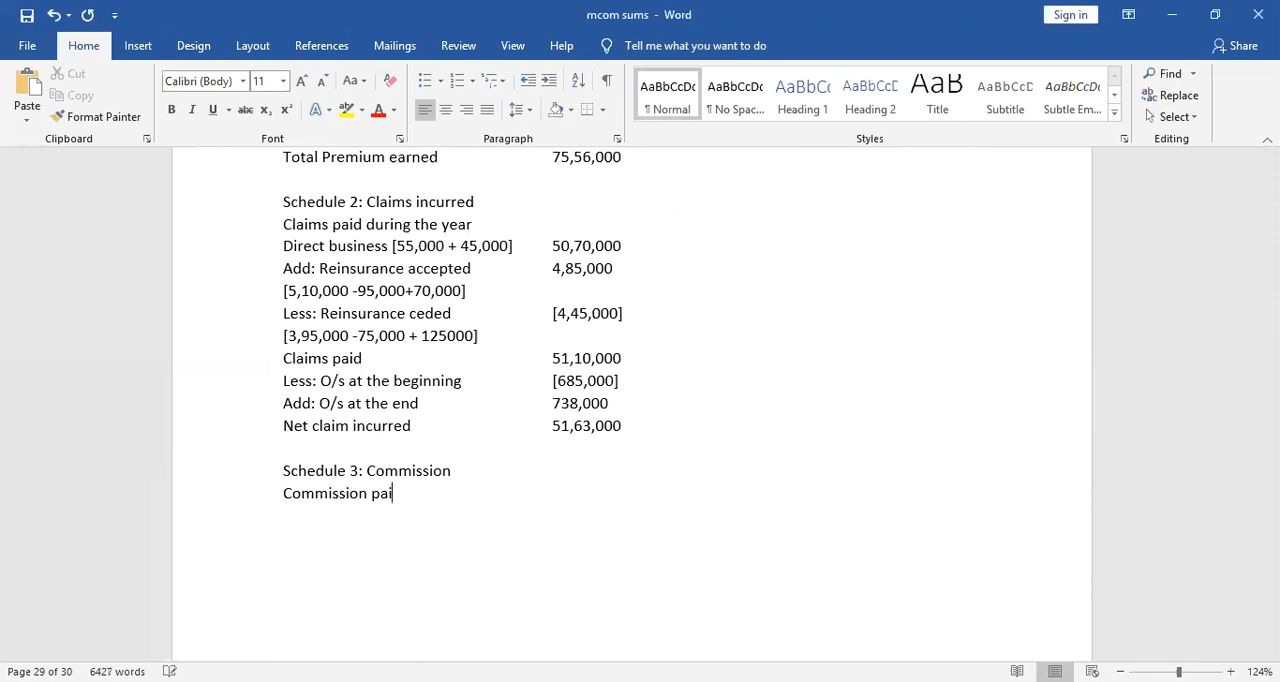 mcom sums - Word
Sign in
File Home Insert Design Layout References Mailings Review View Help Tell me what you want to do Share
Cut
Copy
Paste
Format Painter
Clipboard
Calibri (Body) 11 Aa
B I U abc x₂ x² A ab A
Font
Paragraph
AaBbCcDc AaBbCcDc AaBbCc AaBbCc AaB AaBbCcD AaBbCcDc
¶ Normal ¶ No Spac... Heading 1 Heading 2 Title Subtitle Subtle Em...
Styles
Find
Replace
Select
Editing
Total Premium earned 75,56,000
Schedule 2: Claims incurred
Claims paid during the year
Direct business [55,000 + 45,000] 50,70,000
Add: Reinsurance accepted 4,85,000
[5,10,000 -95,000+70,000]
Less: Reinsurance ceded [4,45,000]
[3,95,000 -75,000 + 125000]
Claims paid 51,10,000
Less: O/s at the beginning [685,000]
Add: O/s at the end 738,000
Net claim incurred 51,63,000
Schedule 3: Commission
Commission pai
Page 29 of 30 6427 words 124%